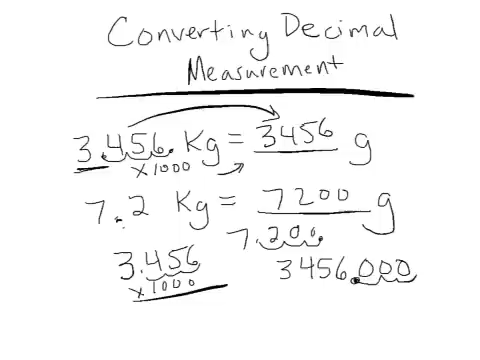 Converting Decimal
Measurement
3.456. Kg = 3456 g
x1000
7.2 Kg = 7200 g
7.200.
3.456
x1000
3456.000